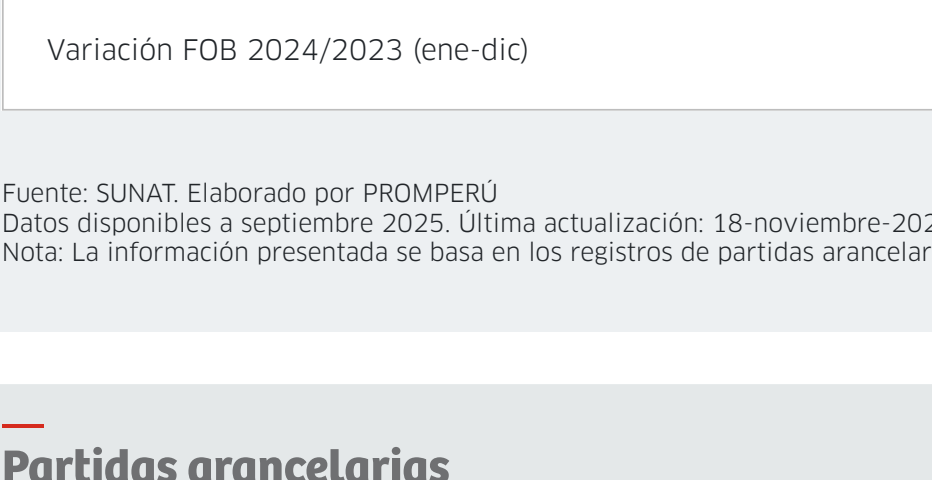 Variación FOB 2024/2023 (ene-dic)
Fuente: SUNAT. Elaborado por PROMPERÚ
Datos disponibles a septiembre 2025. Última actualización: 18-noviembre-202
Nota: La información presentada se basa en los registros de partidas arancelar
Partidas arancelarias